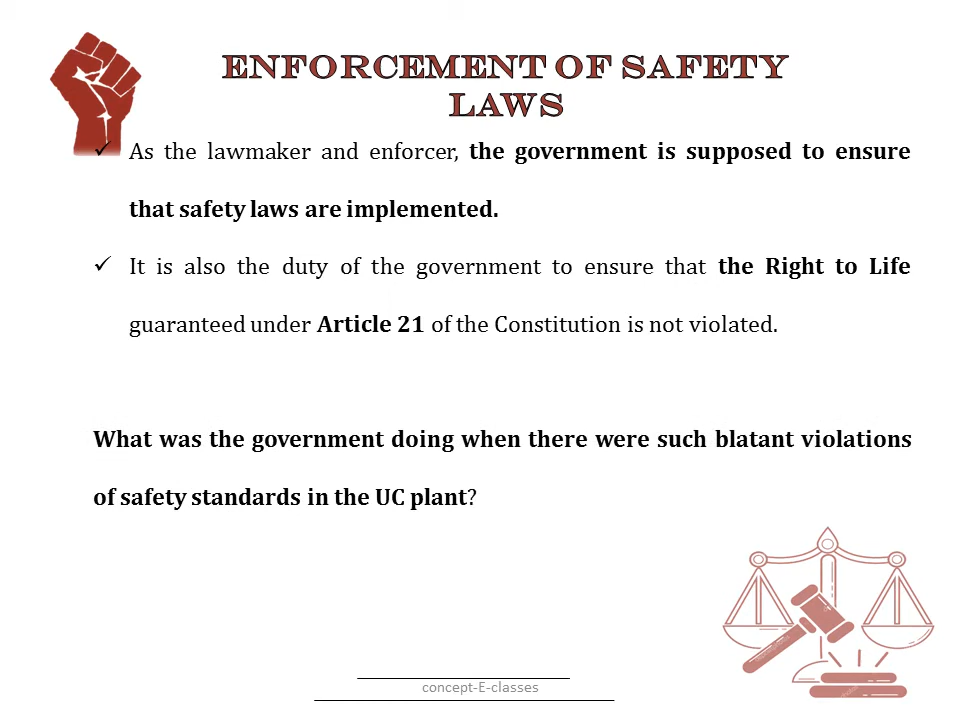 ENFORCEMENT OF SAFETY
LAWS
✓ As the lawmaker and enforcer, the government is supposed to ensure
that safety laws are implemented.
✓ It is also the duty of the government to ensure that the Right to Life
guaranteed under Article 21 of the Constitution is not violated.
What was the government doing when there were such blatant violations
of safety standards in the UC plant?
concept-E-classes